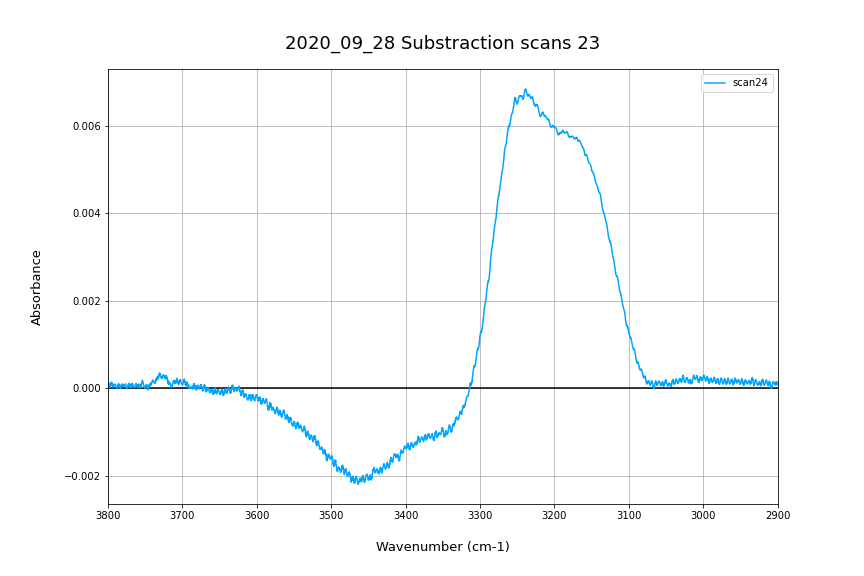 2020_09_28 Substraction scans 23
scan24
0.006
0.004
0.002
0.000
−0.002
Absorbance
3800 3700 3600 3500 3400 3300 3200 3100 3000 2900
Wavenumber (cm-1)